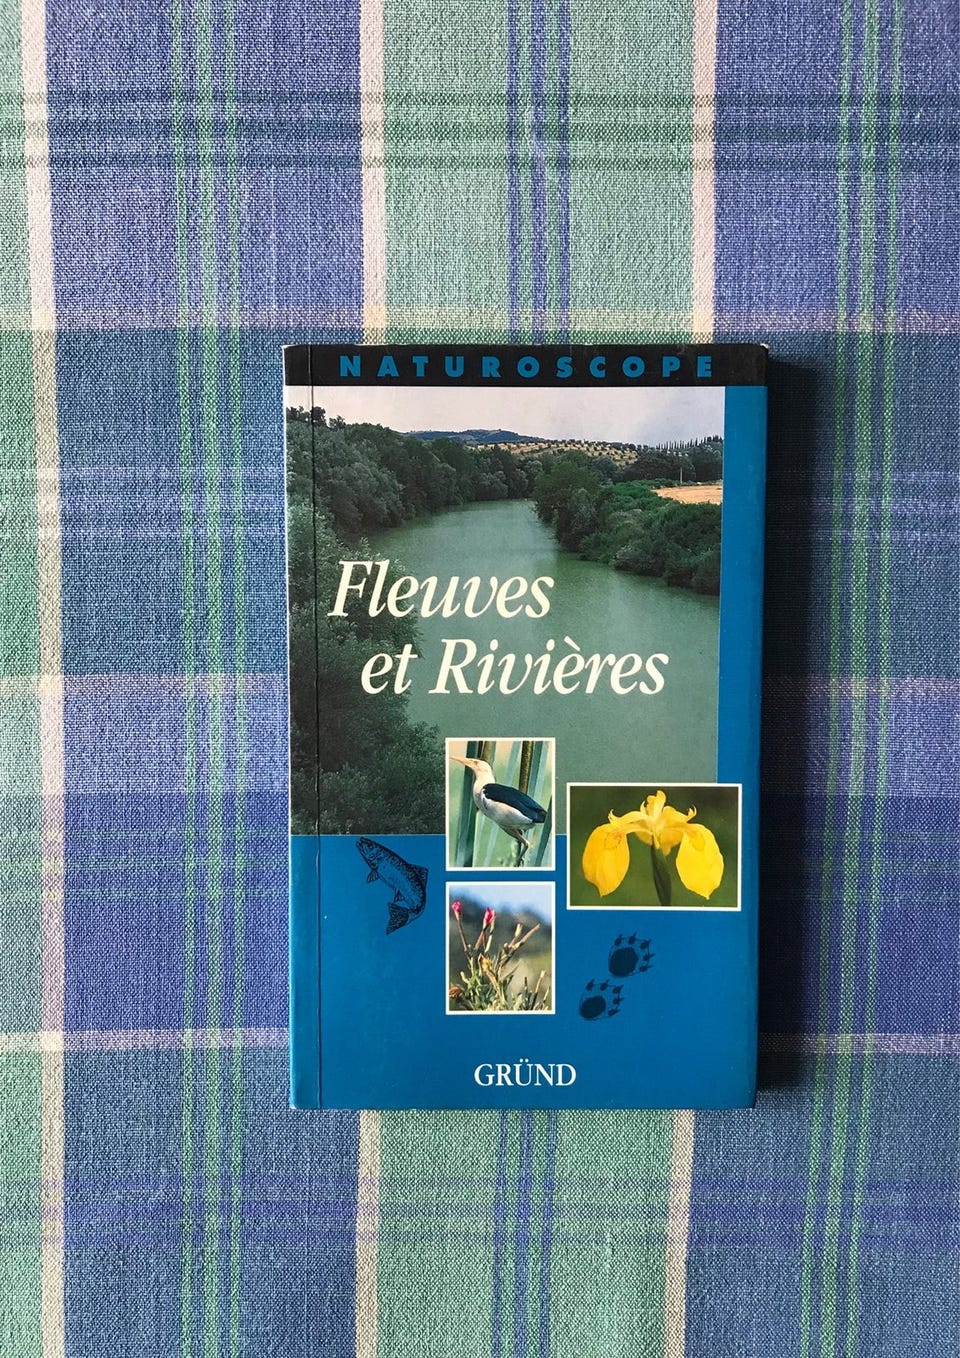 NATUROSCOPE
Fleuves
et Rivières
GRÜND